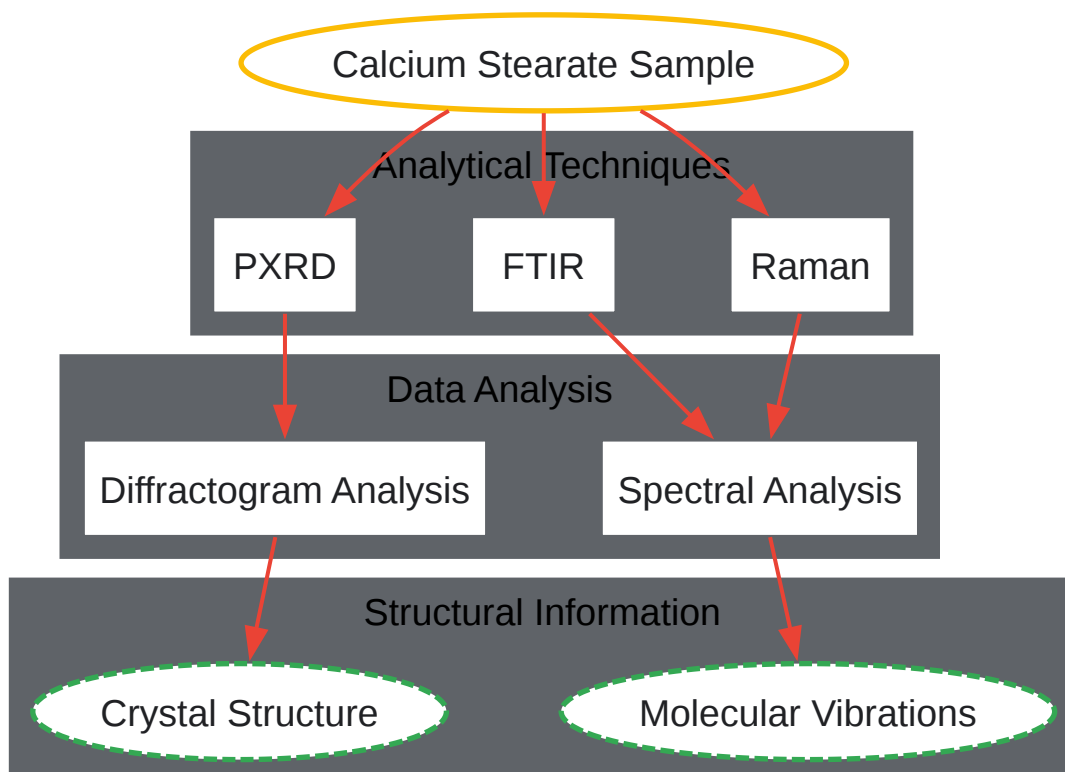 Calcium Stearate Sample
Analytical Techniques
PXRD
FTIR
Raman
Data Analysis
Diffractogram Analysis
Spectral Analysis
Structural Information
Crystal Structure
Molecular Vibrations